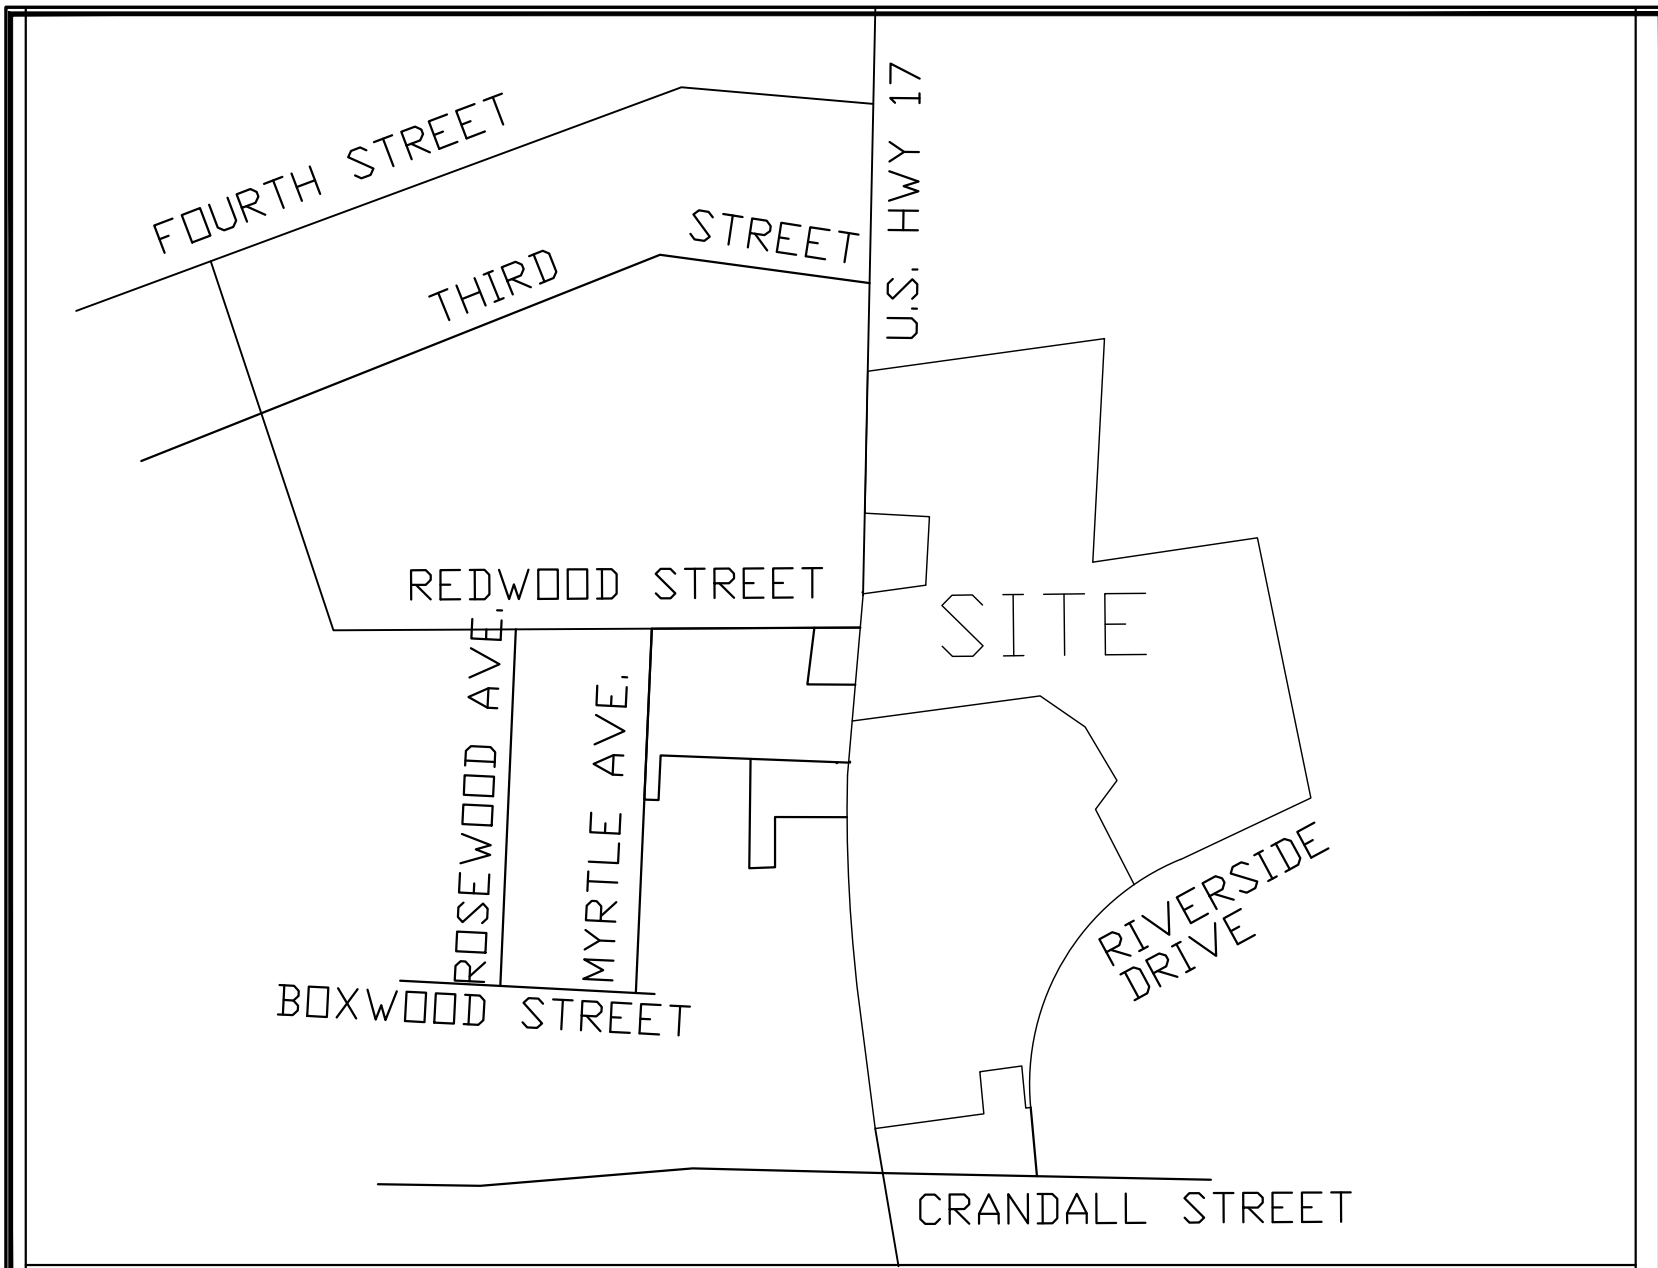 FOURTH STREET
THIRD STREET
U.S. HWY 17
REDWOOD STREET
SITE
ROSEWOOD AVE.
MYRTLE AVE.
RIVERSIDE
DRIVE
BOXWOOD STREET
CRANDALL STREET